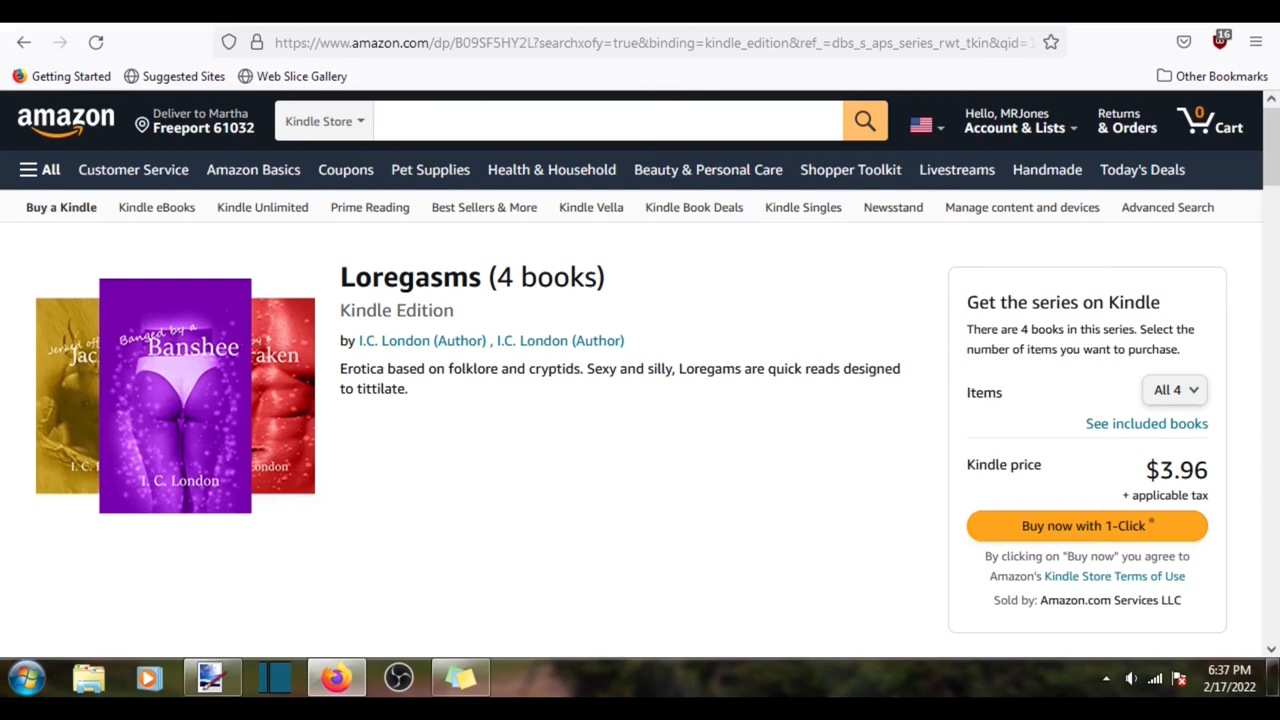 https://www.amazon.com/dp/B09SF5HY2L?searchxofy=true&binding=kindle_edition&ref_=dbs_s_aps_series_rwt_tkin&qid=
16
Getting Started Suggested Sites Web Slice Gallery Other Bookmarks
amazon
Deliver to Martha
Freeport 61032
Kindle Store
Hello, MRJones
Account & Lists
Returns
& Orders
0
Cart
All Customer Service Amazon Basics Coupons Pet Supplies Health & Household Beauty & Personal Care Shopper Toolkit Livestreams Handmade Today's Deals
Buy a Kindle Kindle eBooks Kindle Unlimited Prime Reading Best Sellers & More Kindle Vella Kindle Book Deals Kindle Singles Newsstand Manage content and devices Advanced Search
Jerked off
Jac
Banged by a
Banshee
I. C. London
by a
raken
ondon
Loregasms (4 books)
Kindle Edition
by I.C. London (Author) , I.C. London (Author)
Erotica based on folklore and cryptids. Sexy and silly, Loregams are quick reads designed
to tittilate.
Get the series on Kindle
There are 4 books in this series. Select the
number of items you want to purchase.
Items All 4
See included books
Kindle price $3.96
+ applicable tax
Buy now with 1-Click ®
By clicking on "Buy now" you agree to
Amazon's Kindle Store Terms of Use
Sold by: Amazon.com Services LLC
6:37 PM
2/17/2022